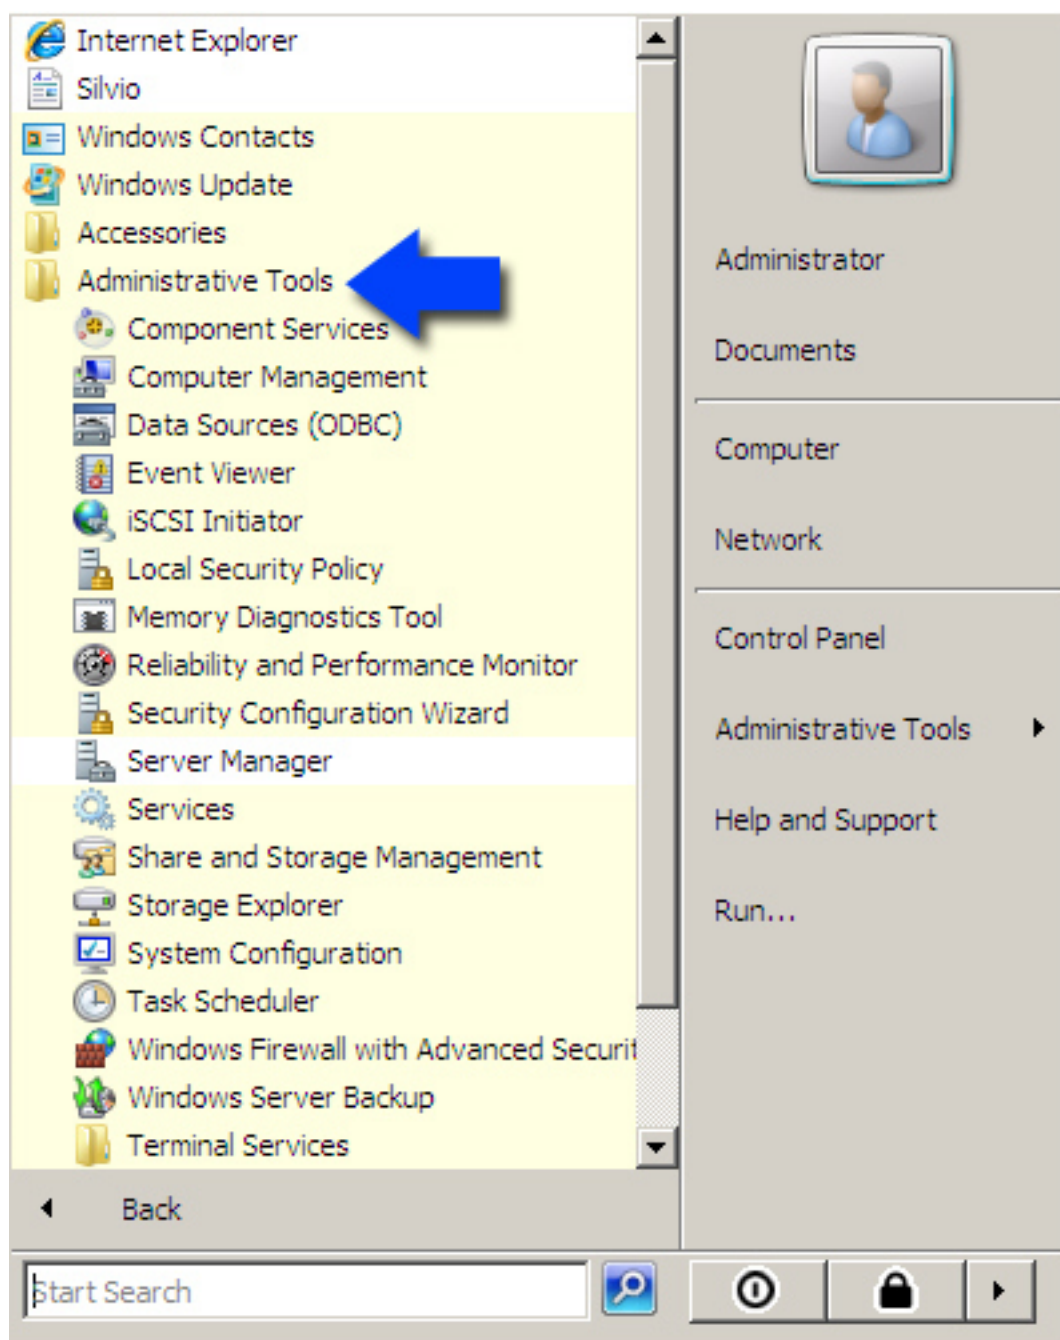 Internet Explorer
Silvio
Windows Contacts
Windows Update
Accessories
Administrative Tools
Component Services
Computer Management
Data Sources (ODBC)
Event Viewer
iSCSI Initiator
Local Security Policy
Memory Diagnostics Tool
Reliability and Performance Monitor
Security Configuration Wizard
Server Manager
Services
Share and Storage Management
Storage Explorer
System Configuration
Task Scheduler
Windows Firewall with Advanced Securit
Windows Server Backup
Terminal Services
Back
Start Search
Administrator
Documents
Computer
Network
Control Panel
Administrative Tools
Help and Support
Run...